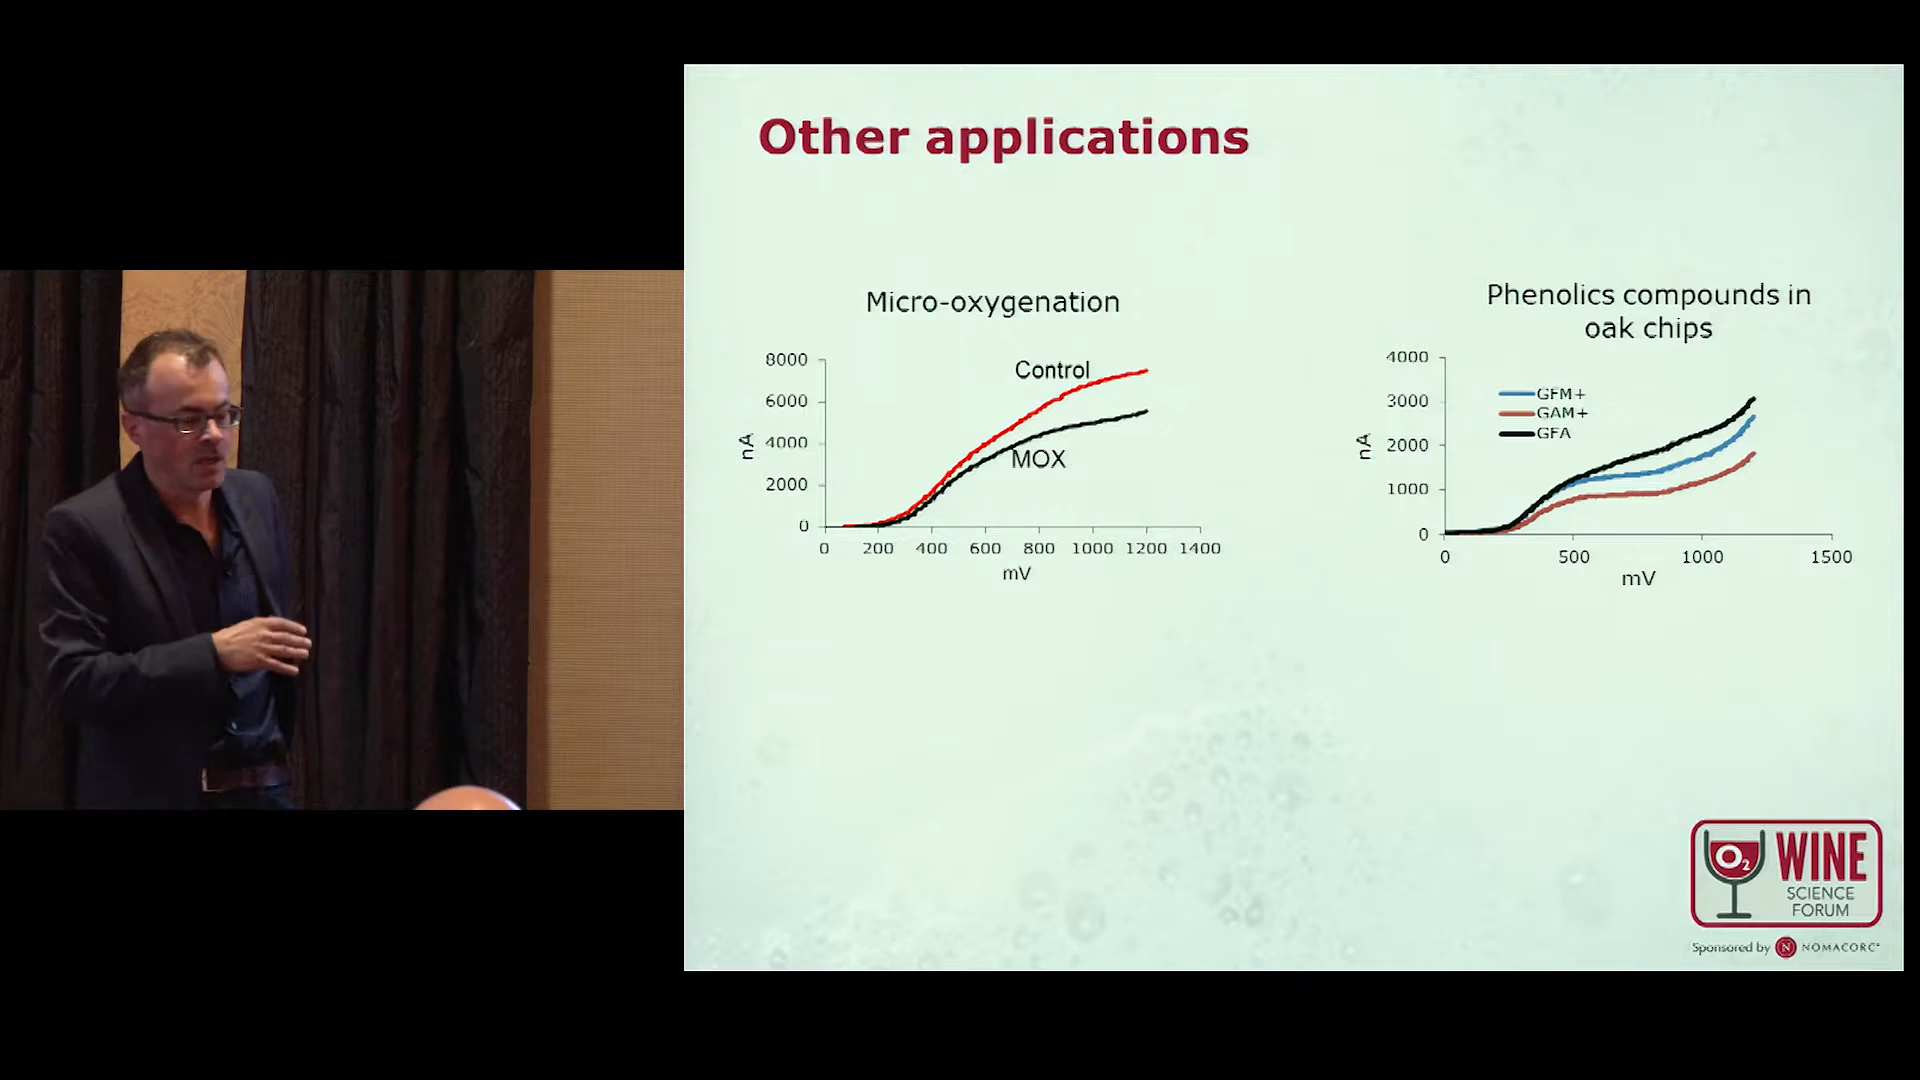 Other applications
Micro-oxygenation
8000
6000
4000
2000
0
nA
Control
MOX
0 200 400 600 800 1000 1200 1400
mV
Phenolics compounds in
oak chips
4000
3000
2000
1000
0
nA
GFM+
GAM+
GFA
0 500 1000 1500
mV
O2 WINE
SCIENCE
FORUM
Sponsored by N NOMACORC